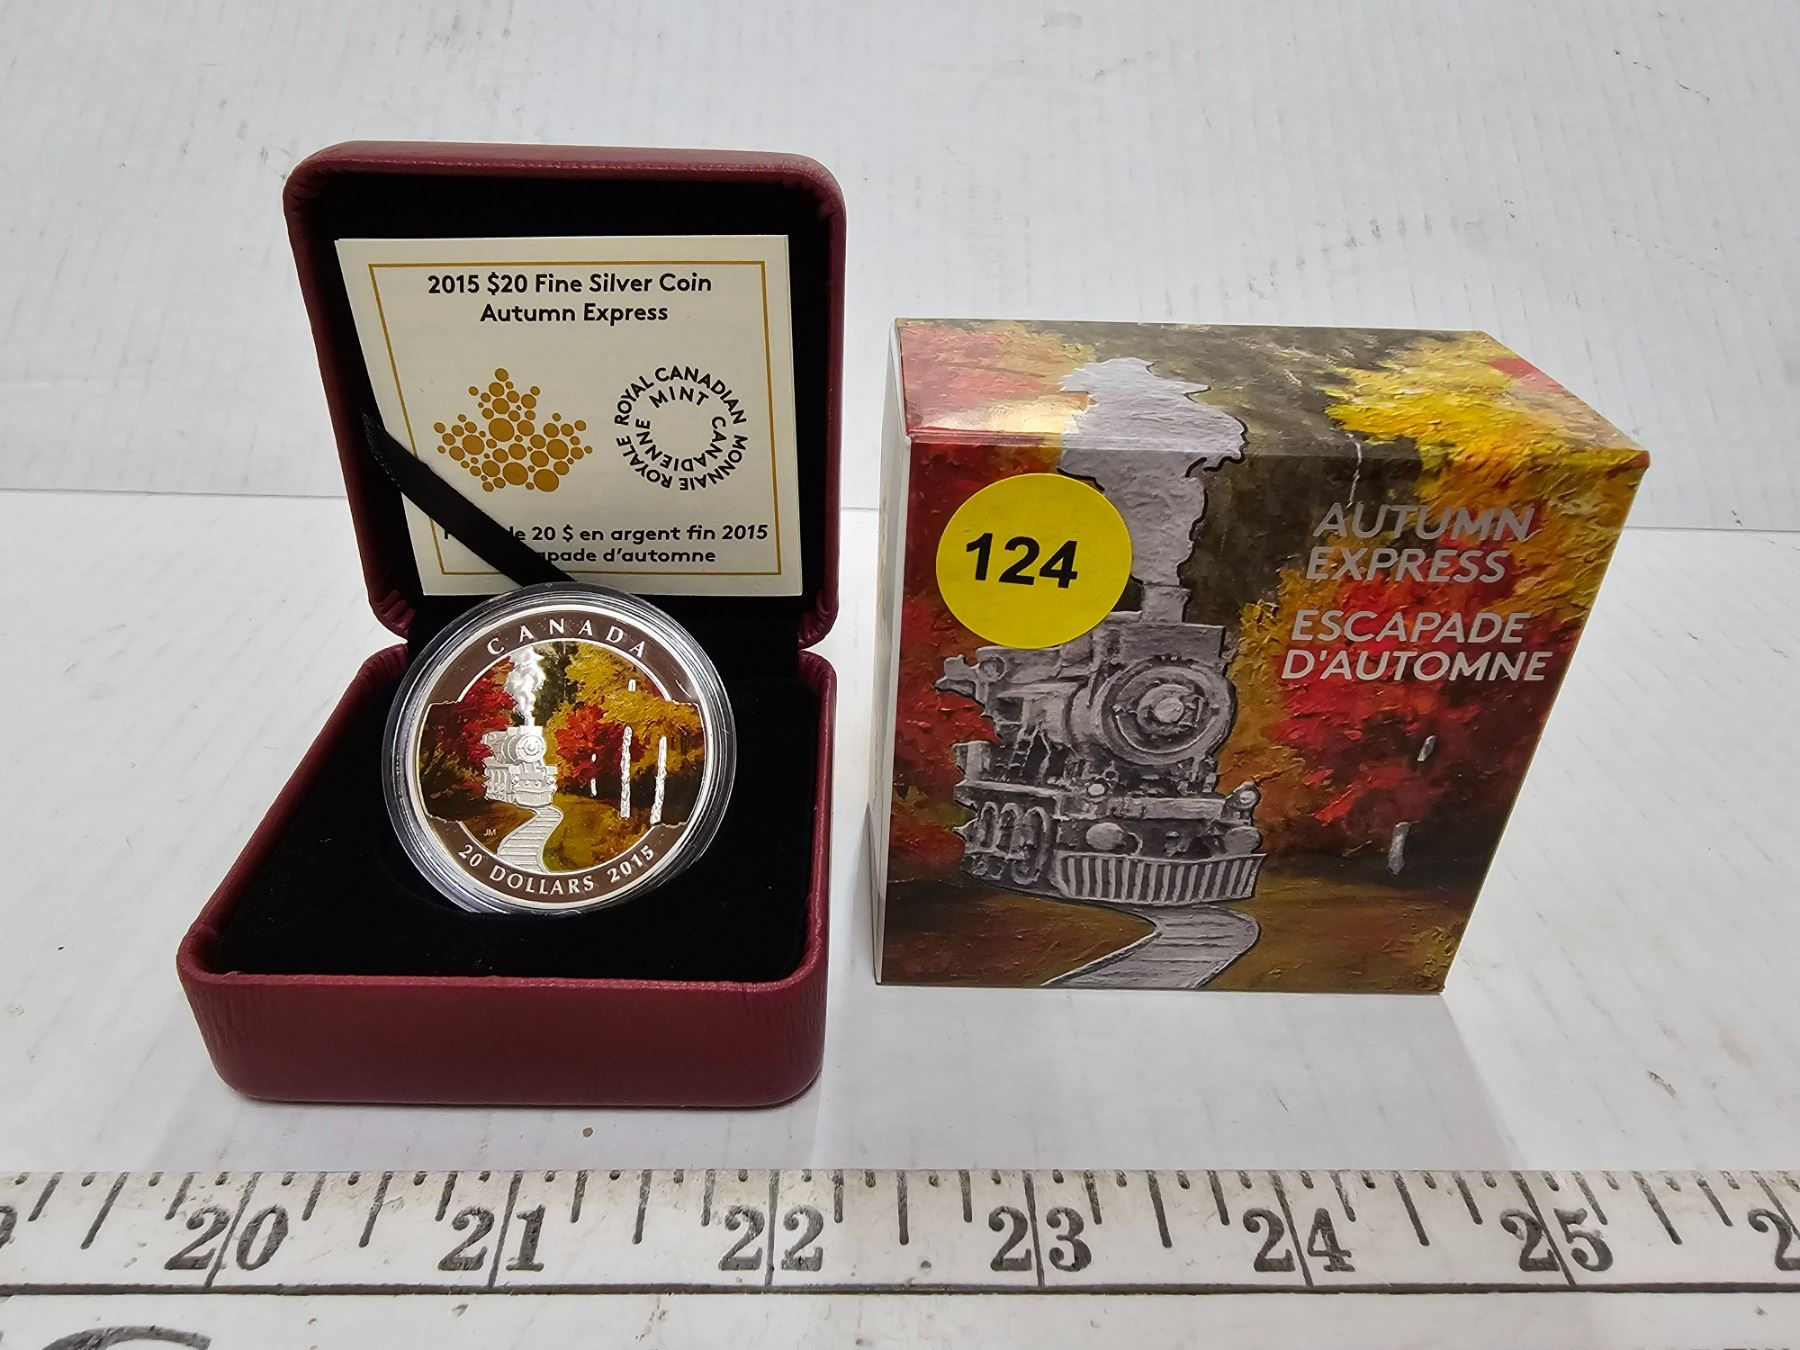 2015 $20 Fine Silver Coin
Autumn Express
ROYAL CANADIAN MINT
MONNAIE ROYALE CANADIENNE
de 20 $ en argent fin 2015
d'automne
CANADA
JM
20 DOLLARS 2015
124
AUTUMN
EXPRESS
ESCAPADE
D'AUTOMNE
20 21 22 23 24 25